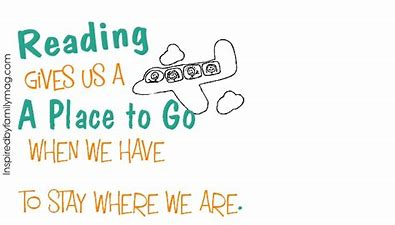 Reading
GIVES US A
A Place to Go
WHEN WE HAVE
TO STAY WHERE WE ARE.
Inspiredbyfamilymag.com